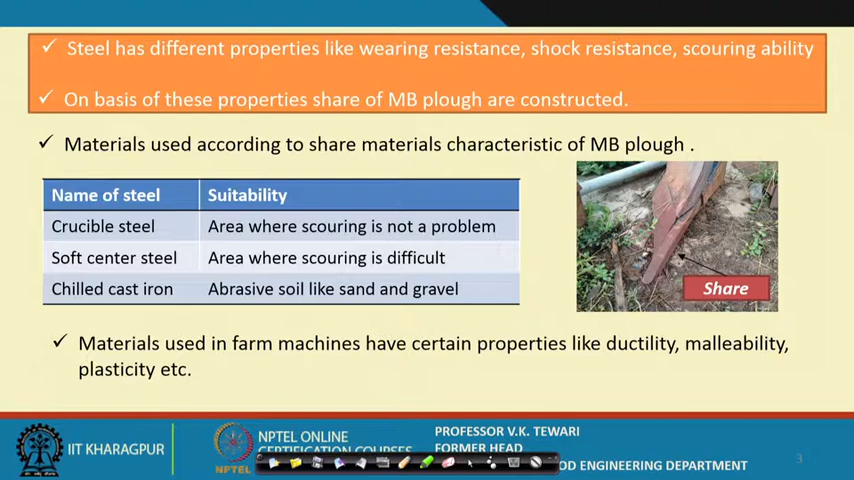 ✓ Steel has different properties like wearing resistance, shock resistance, scouring ability
✓ On basis of these properties share of MB plough are constructed.
✓ Materials used according to share materials characteristic of MB plough .
Name of steel Suitability
Crucible steel Area where scouring is not a problem
Soft center steel Area where scouring is difficult
Chilled cast iron Abrasive soil like sand and gravel
Share
✓ Materials used in farm machines have certain properties like ductility, malleability,
plasticity etc.
IIT KHARAGPUR
NPTEL
NPTEL ONLINE
CERTIFICATION COURSES
PROFESSOR V.K. TEWARI
FORMER HEAD
OOD ENGINEERING DEPARTMENT
3